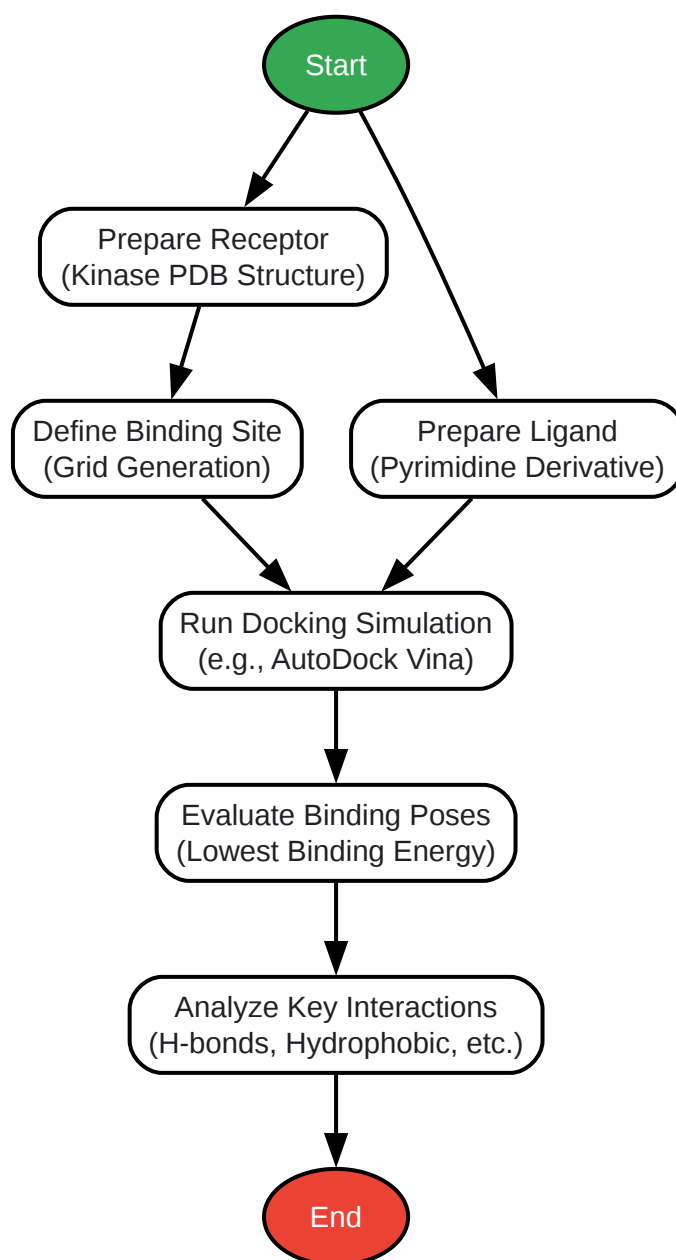 Start
Prepare Receptor
(Kinase PDB Structure)
Define Binding Site
(Grid Generation)
Prepare Ligand
(Pyrimidine Derivative)
Run Docking Simulation
(e.g., AutoDock Vina)
Evaluate Binding Poses
(Lowest Binding Energy)
Analyze Key Interactions
(H-bonds, Hydrophobic, etc.)
End